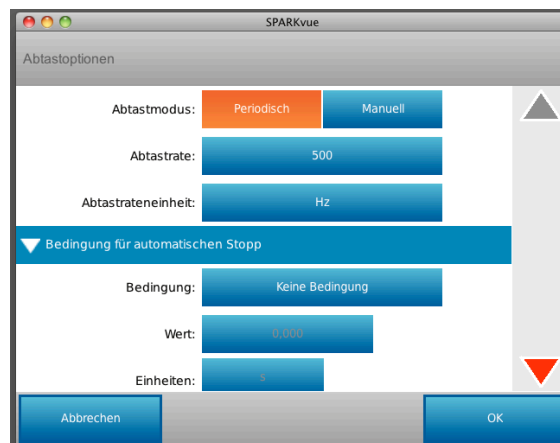 SPARKvue
Abtastoptionen
Abtastmodus: Periodisch Manuell
Abtastrate: 500
Abtastrateneinheit: Hz
Bedingung für automatischen Stopp
Bedingung: Keine Bedingung
Wert: 0,000
Einheiten: s
Abbrechen OK